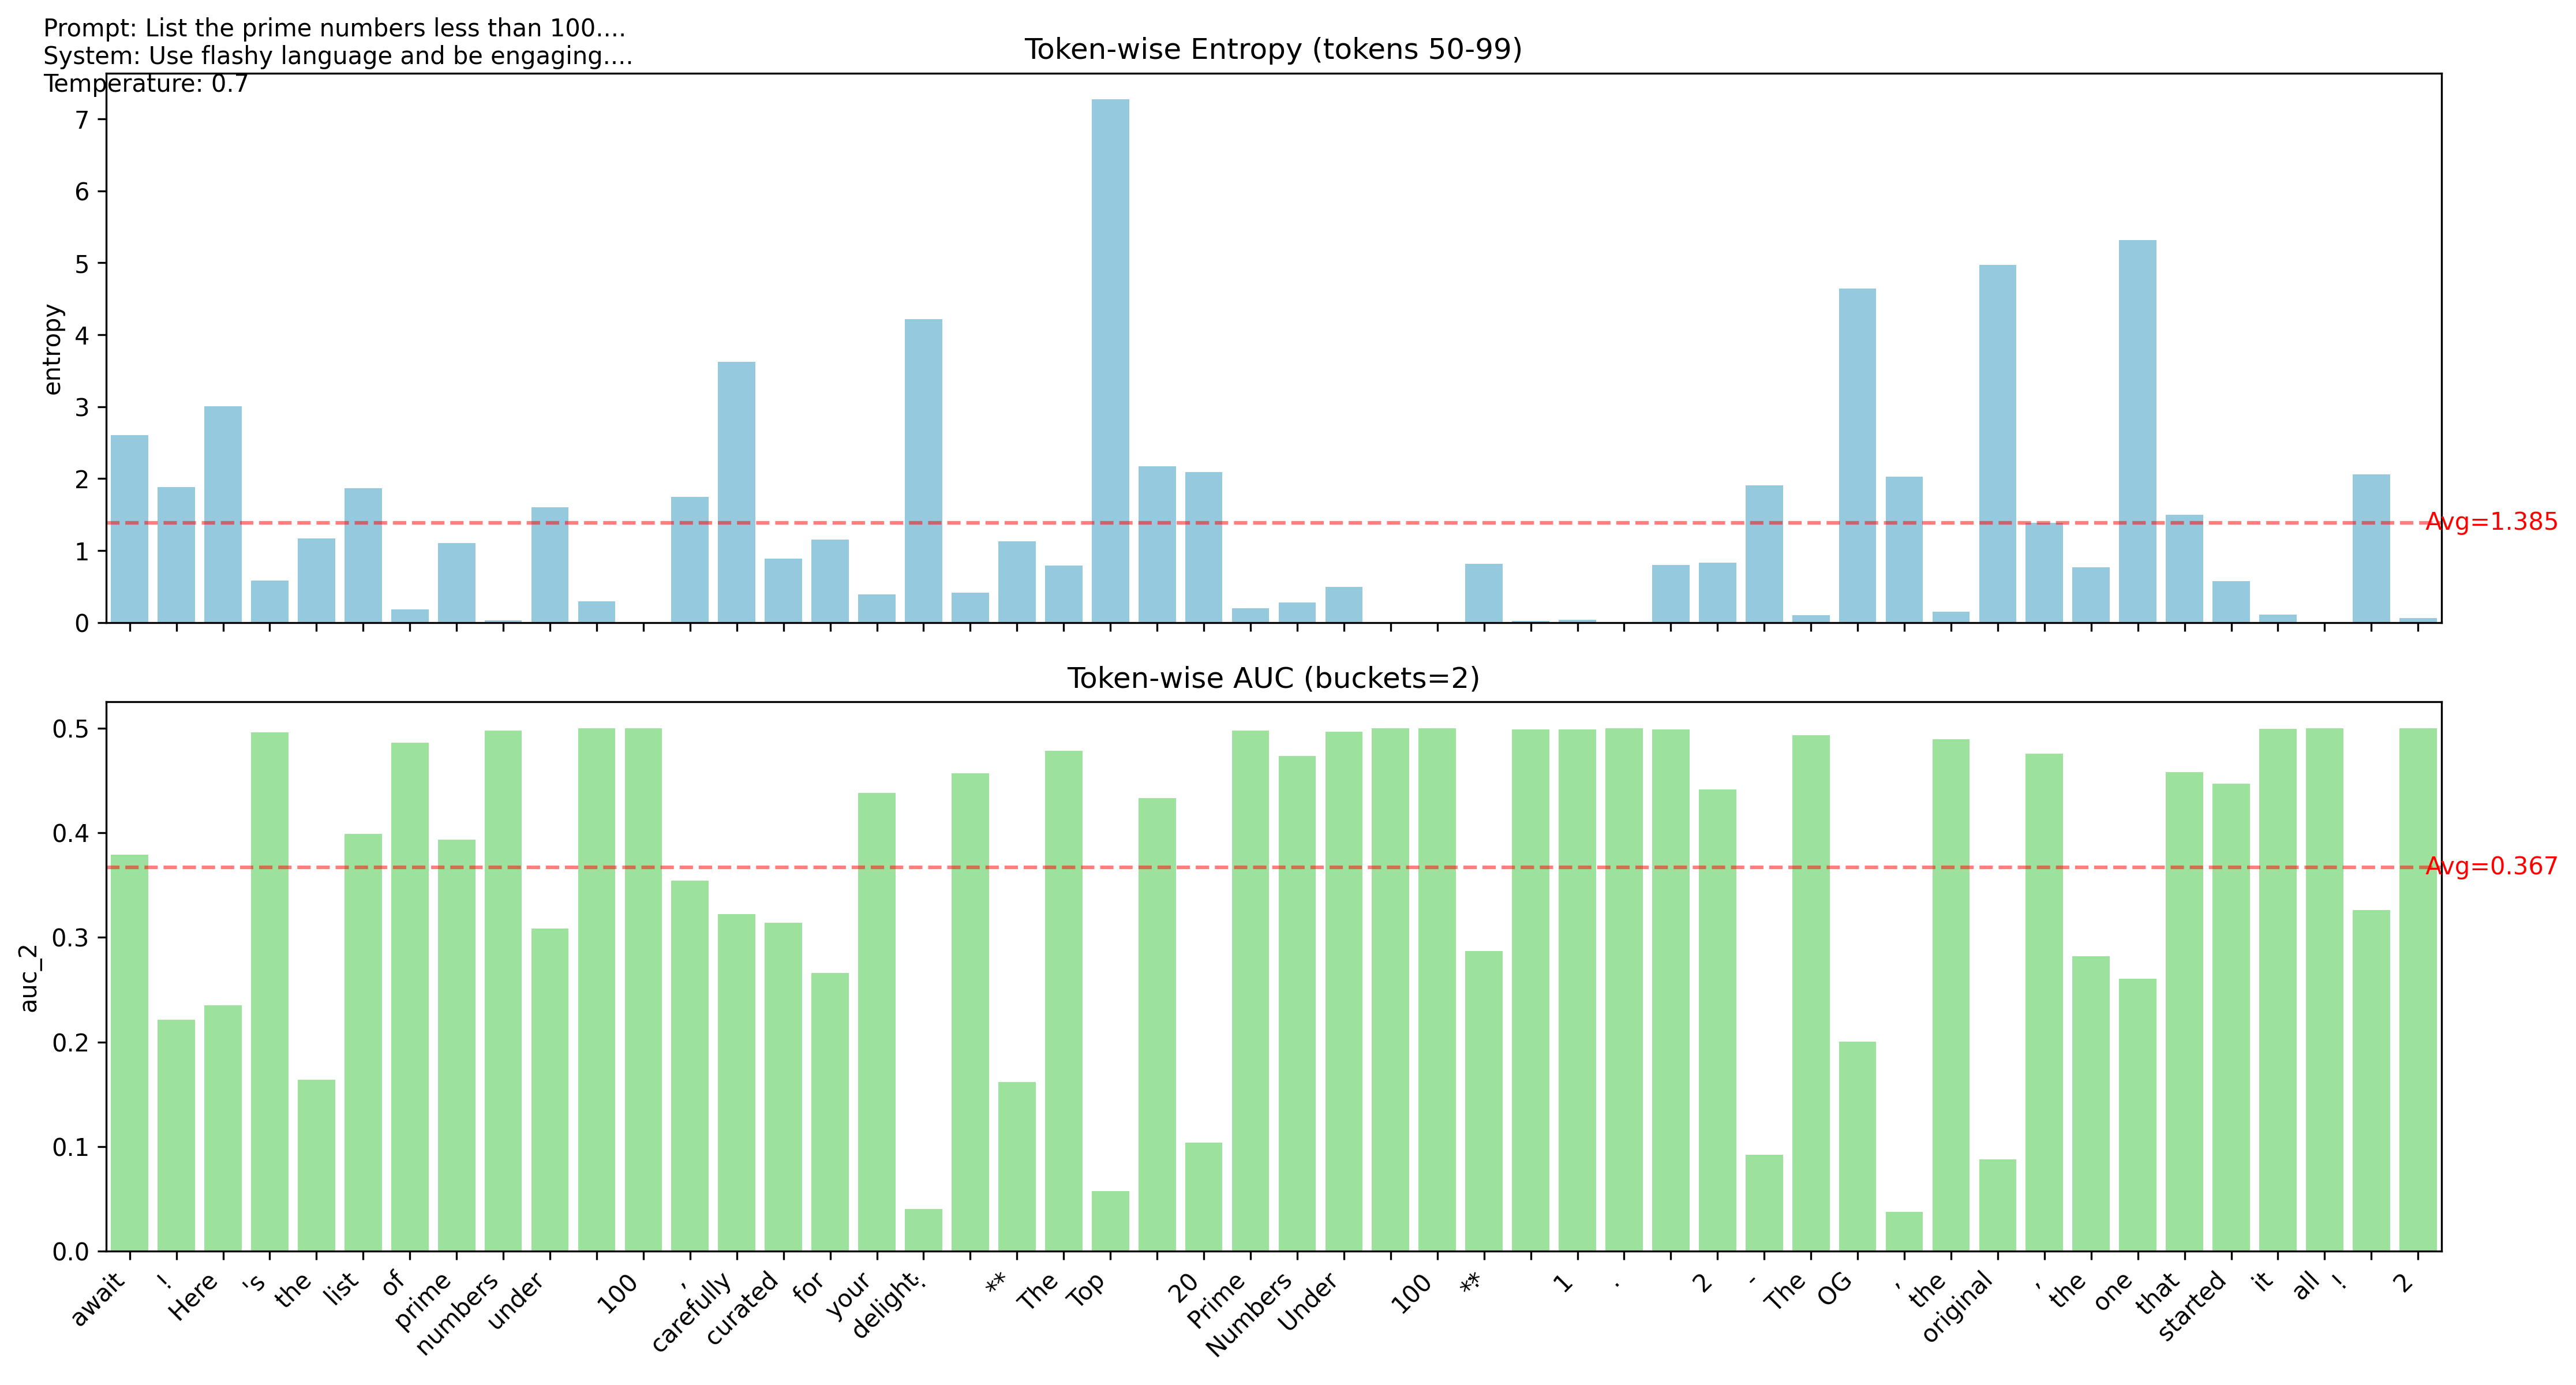 Prompt: List the prime numbers less than 100....
System: Use flashy language and be engaging....
Temperature: 0.7
Token-wise Entropy (tokens 50-99)
entropy
7
6
5
4
3
2
1
0
Avg=1.385
Token-wise AUC (buckets=2)
auc_2
0.5
0.4
0.3
0.2
0.1
0.0
Avg=0.367
await
!
Here
's
the
list
of
prime
numbers
under
100
,
carefully
curated
for
your
delight
:
**
The
Top
20
Prime
Numbers
Under
100
**
1
.
2
-
The
OG
,
the
original
,
the
one
that
started
it
all
!
2